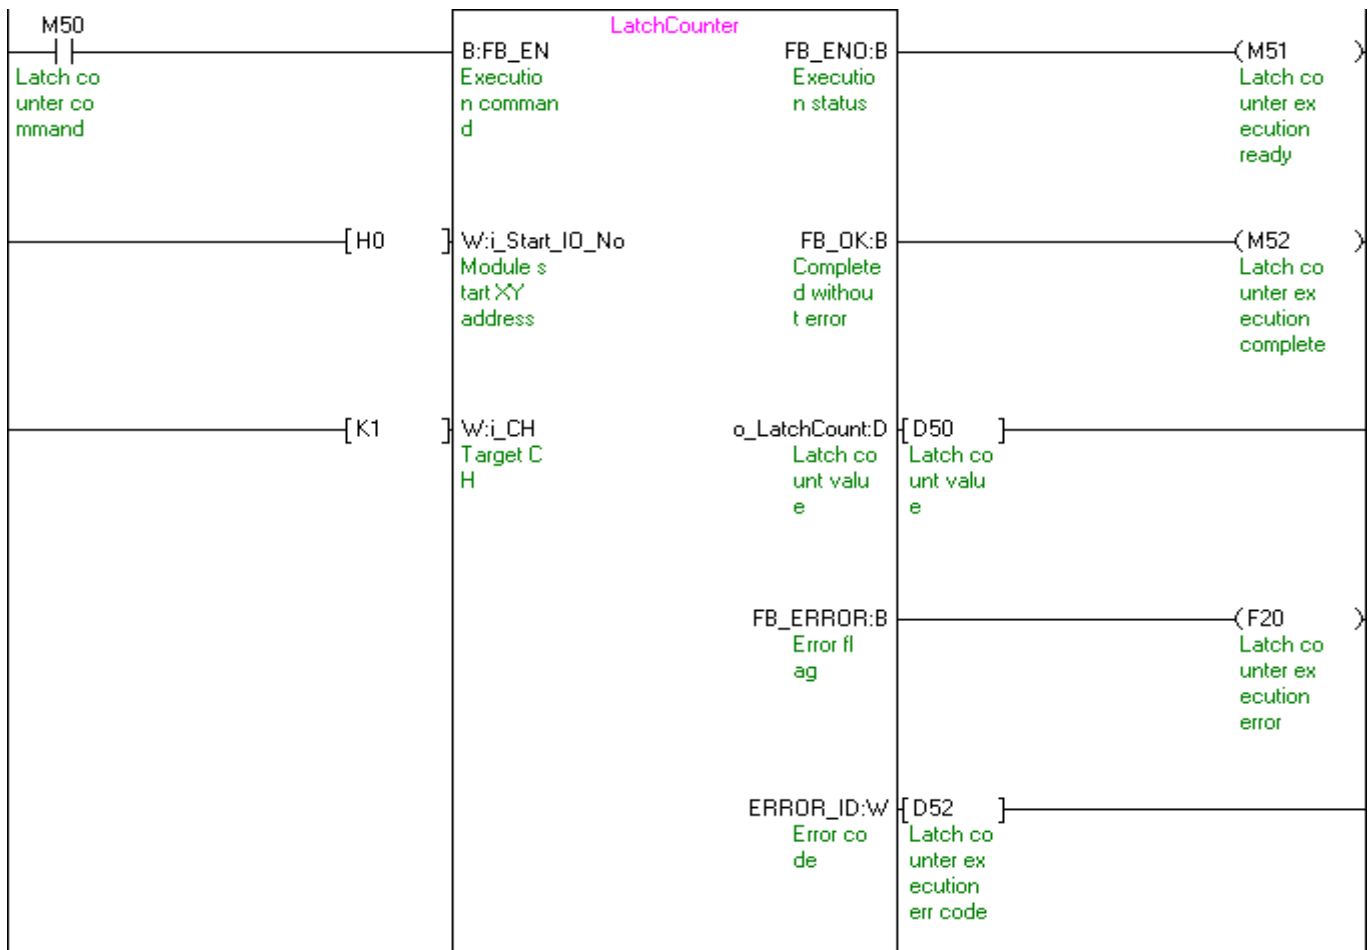 M50
LatchCounter
B:FB_EN
FB_ENO:B
(M51 )
Latch co
unter co
mmand
Executio
n comman
d
Executio
n status
Latch co
unter ex
ecution
ready
[H0 ]
W:i_Start_IO_No
FB_OK:B
(M52 )
Module s
tart XY
address
Complete
d withou
t error
Latch co
unter ex
ecution
complete
[K1 ]
W:i_CH
o_LatchCount:D
[D50 ]
Target C
H
Latch co
unt valu
e
Latch co
unt valu
e
FB_ERROR:B
(F20 )
Error fl
ag
Latch co
unter ex
ecution
error
ERROR_ID:W
[D52 ]
Error co
de
Latch co
unter ex
ecution
err code